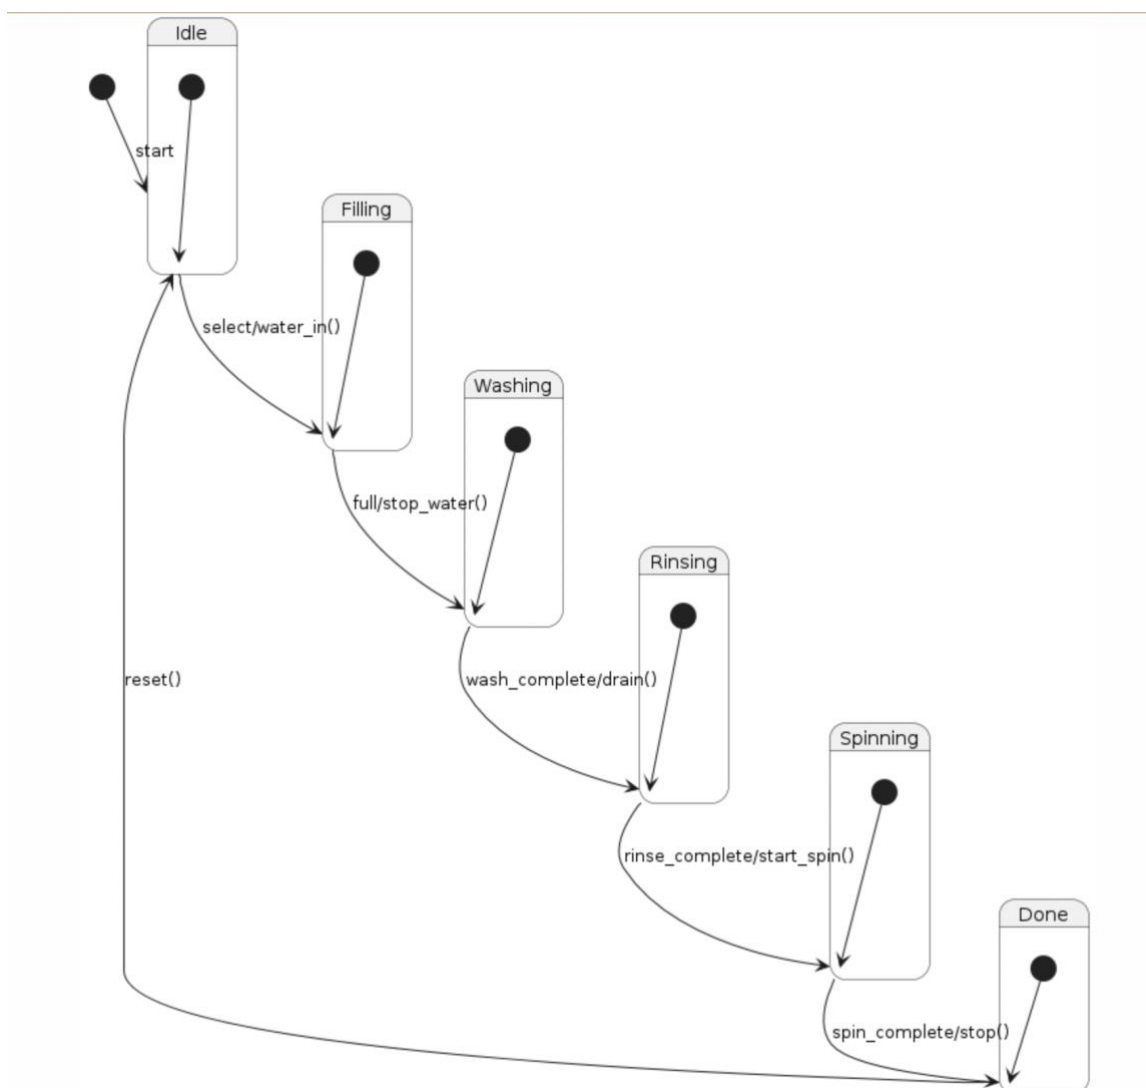 Idle
start
Filling
select/water_in()
Washing
full/stop_water()
Rinsing
reset()
wash_complete/drain()
Spinning
rinse_complete/start_spin()
Done
spin_complete/stop()